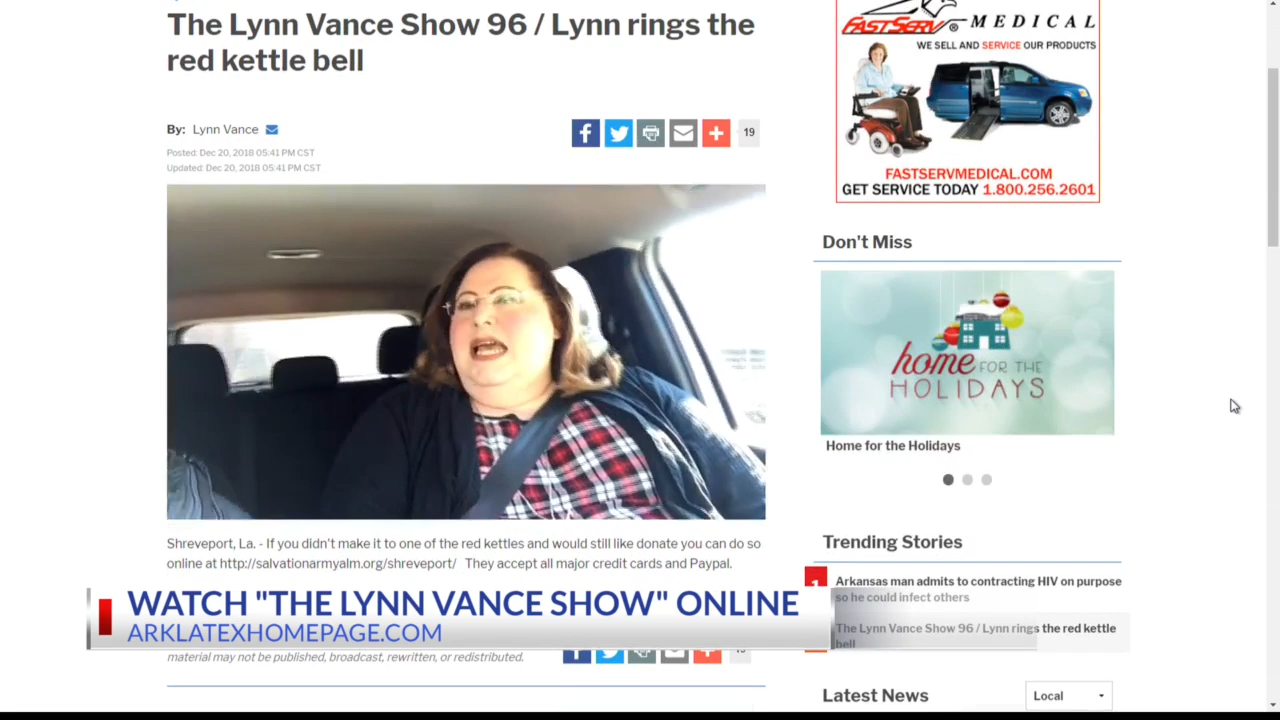 The Lynn Vance Show 96 / Lynn rings the
red kettle bell
By: Lynn Vance
Posted: Dec 20, 2018 05:41 PM CST
Updated: Dec 20, 2018 05:41 PM CST
19
Shreveport, La. - If you didn't make it to one of the red kettles and would still like donate you can do so
online at http://salvationarmyalm.org/shreveport/ They accept all major credit cards and Paypal.
WATCH "THE LYNN VANCE SHOW" ONLINE
ARKLATEXHOMEPAGE.COM
material may not be published, broadcast, rewritten, or redistributed.
FASTSERV ® MEDICAL
WE SELL AND SERVICE OUR PRODUCTS
FASTSERVMEDICAL.COM
GET SERVICE TODAY 1.800.256.2601
Don't Miss
home FOR THE
HOLIDAYS
Home for the Holidays
Trending Stories
1
Arkansas man admits to contracting HIV on purpose
so he could infect others
The Lynn Vance Show 96 / Lynn rings the red kettle
bell
Latest News
Local